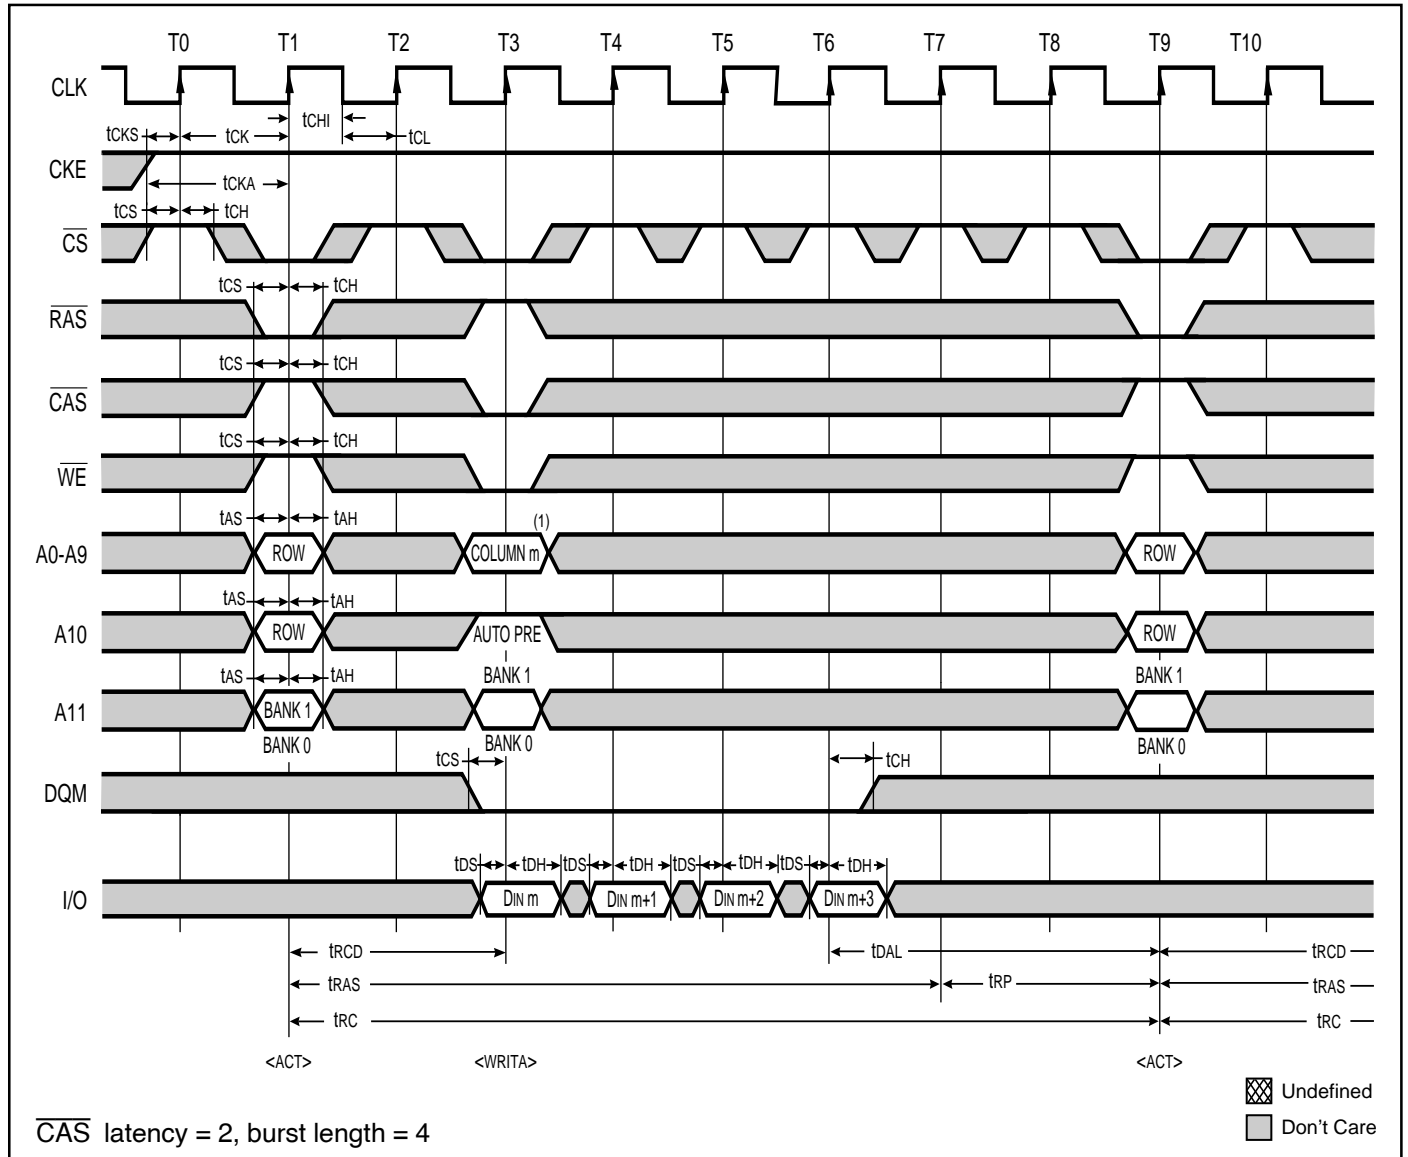 T0 T1 T2 T3 T4 T5 T6 T7 T8 T9 T10
CLK
tCHI
tCKS tCK tCL
CKE
tCKA
tCS tCH
CS
tCS tCH
RAS
tCS tCH
CAS
tCS tCH
WE
tAS tAH (1)
A0-A9 ROW COLUMN m ROW
tAS tAH
A10 ROW AUTO PRE ROW
BANK 1 BANK 1
tAS tAH
A11 BANK 1
BANK 0 BANK 0 BANK 0
tCS tCH
DQM
tDS tDH tDS tDH tDS tDH tDS tDH
I/O DIN m DIN m+1 DIN m+2 DIN m+3
tRCD tDAL tRCD
tRAS tRP tRAS
tRC tRC
<ACT> <WRITA> <ACT>
Undefined
Don't Care
CAS latency = 2, burst length = 4